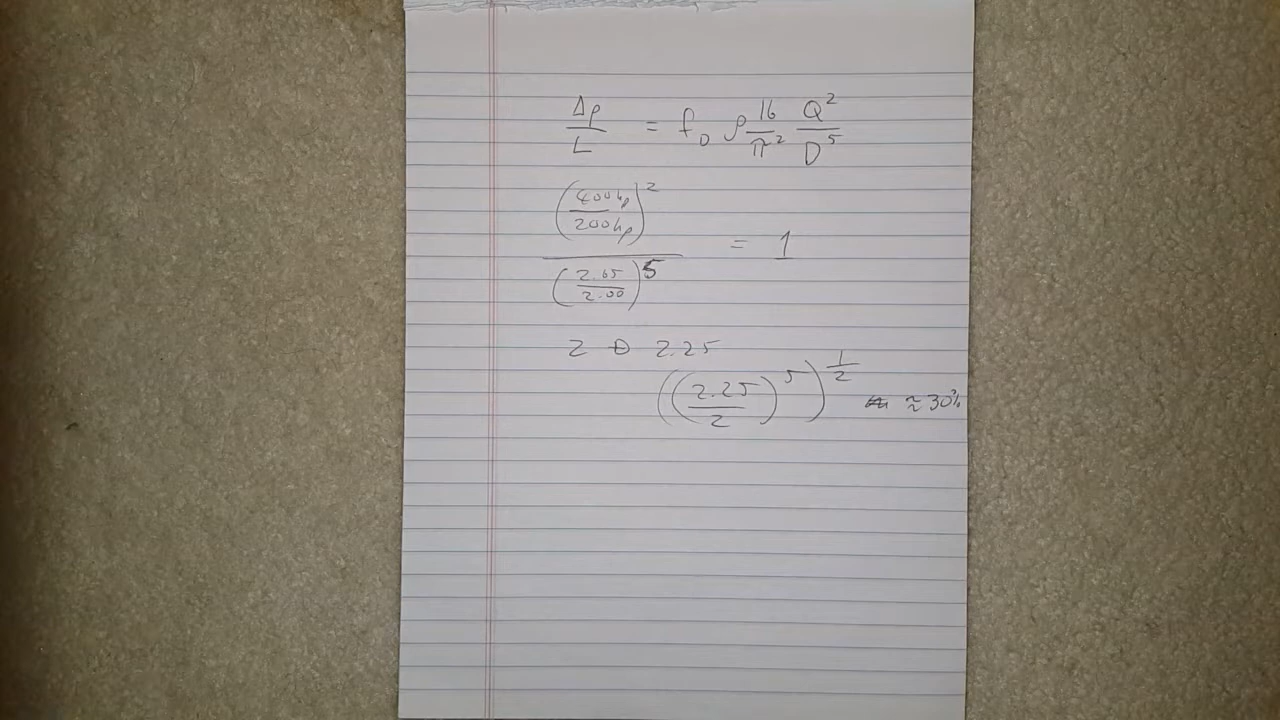 Δp/L = f_D ρ 16/π² Q²/D⁵
(400hp/200hp)² / (2.65/2.00)⁵ = 1
2 → 2.25
((2.25/2)⁵)^(1/2) ≈ 30%